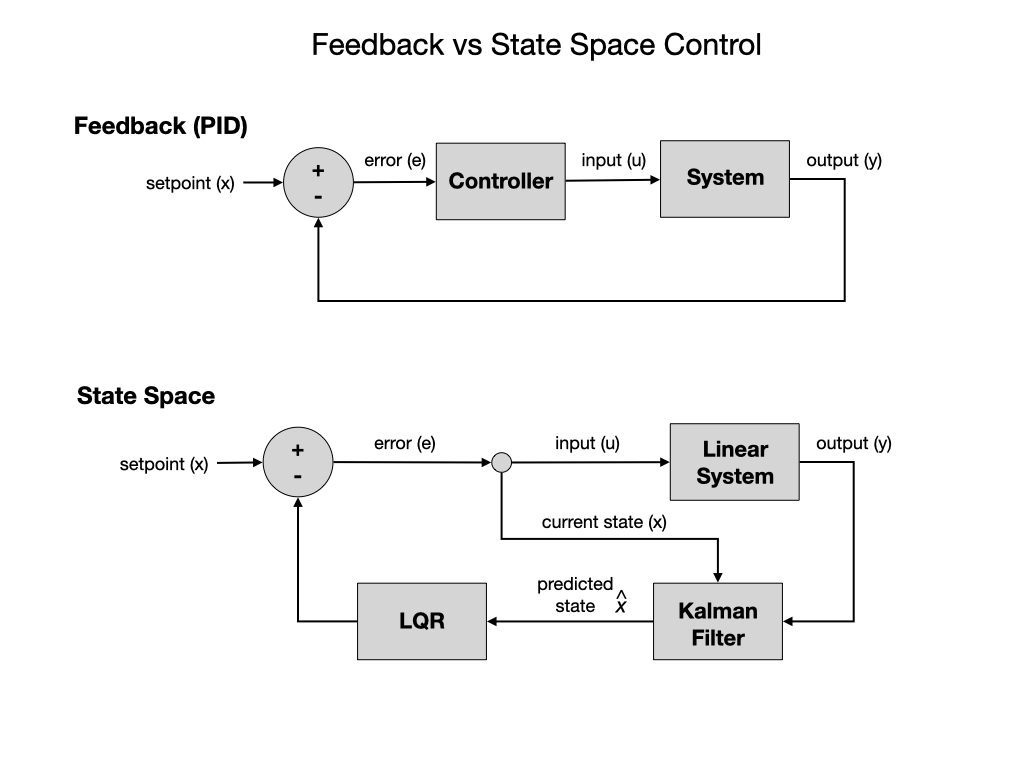 Feedback vs State Space Control
Feedback (PID)
setpoint (x)
+
-
error (e)
Controller
input (u)
System
output (y)
State Space
setpoint (x)
+
-
error (e)
input (u)
Linear
System
output (y)
current state (x)
LQR
predicted
state x̂
Kalman
Filter